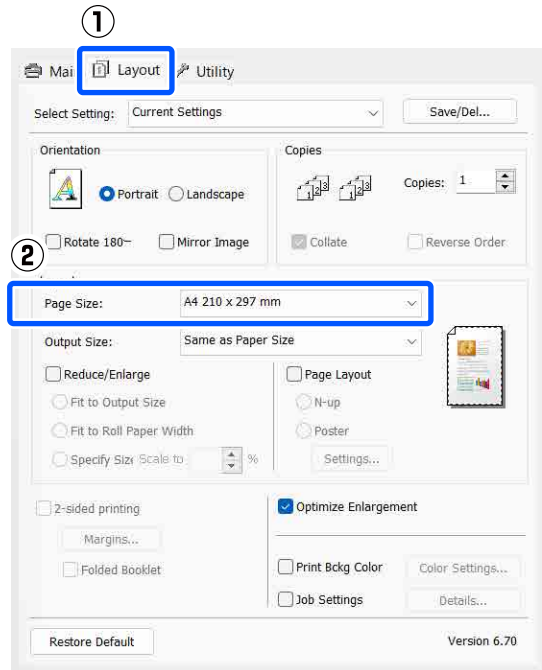 ①
Mai Layout Utility
Select Setting: Current Settings Save/Del...
Orientation Copies
Portrait Landscape Copies: 1
② Rotate 180~ Mirror Image Collate Reverse Order
Page Size: A4 210 x 297 mm
Output Size: Same as Paper Size
Reduce/Enlarge Page Layout
Fit to Output Size N-up
Fit to Roll Paper Width Poster
Specify Siz Scale to % Settings...
2-sided printing Optimize Enlargement
Margins...
Folded Booklet Print Bckg Color Color Settings...
Job Settings Details...
Restore Default Version 6.70